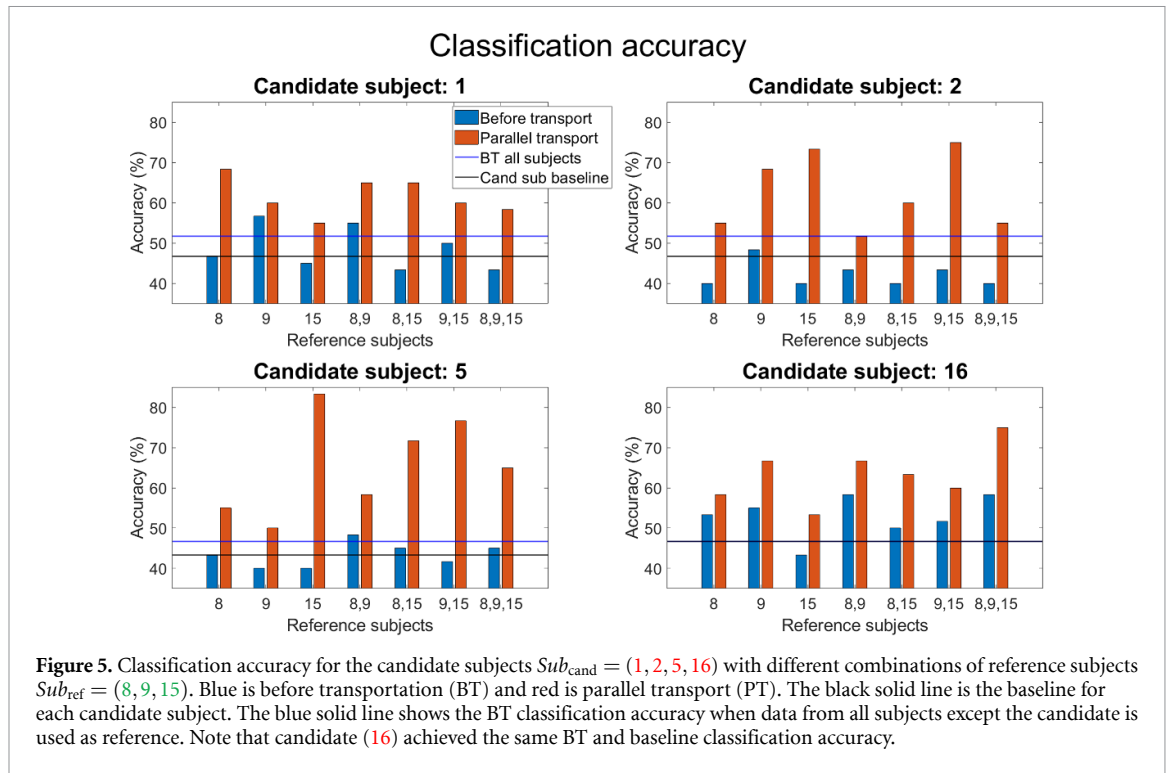 Classification accuracy
Candidate subject: 1
80
70
60
50
40
Accuracy (%)
Before transport
Parallel transport
BT all subjects
Cand sub baseline
8 9 15 8,9 8,15 9,15 8,9,15
Reference subjects
Candidate subject: 2
80
70
60
50
40
Accuracy (%)
8 9 15 8,9 8,15 9,15 8,9,15
Reference subjects
Candidate subject: 5
80
70
60
50
40
Accuracy (%)
8 9 15 8,9 8,15 9,15 8,9,15
Reference subjects
Candidate subject: 16
80
70
60
50
40
Accuracy (%)
8 9 15 8,9 8,15 9,15 8,9,15
Reference subjects
Figure 5. Classification accuracy for the candidate subjects Sub_cand = (1, 2, 5, 16) with different combinations of reference subjects
Sub_ref = (8, 9, 15). Blue is before transportation (BT) and red is parallel transport (PT). The black solid line is the baseline for
each candidate subject. The blue solid line shows the BT classification accuracy when data from all subjects except the candidate is
used as reference. Note that candidate (16) achieved the same BT and baseline classification accuracy.